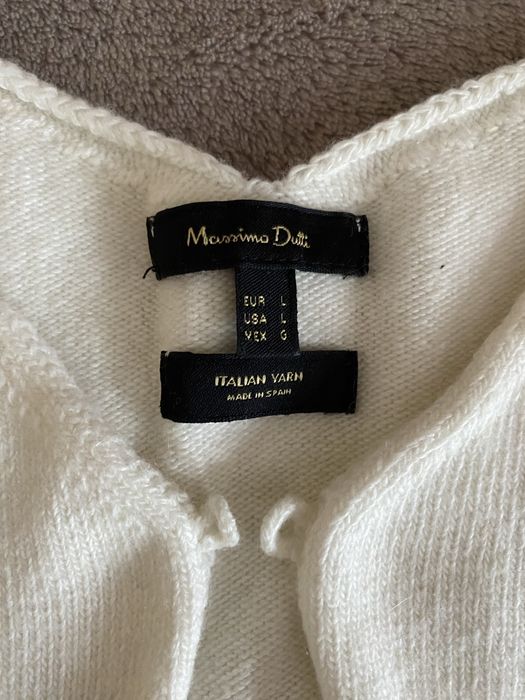 Massimo Dutti
EUR L
USA L
MEX G
ITALIAN YARN
MADE IN SPAIN